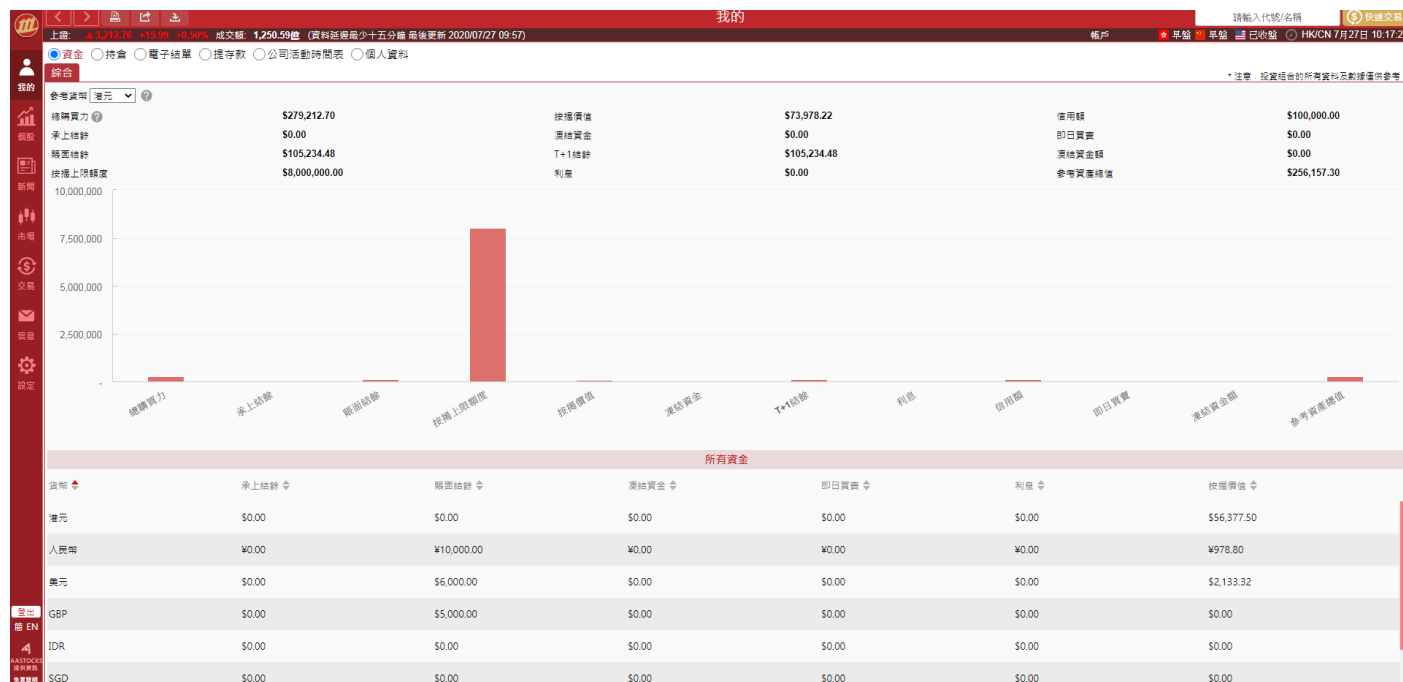 我的
請輸入代號/名稱
快速交易
上證: ▲3,212.76 +15.99 +0.50% 成交額: 1,250.59億 (資料延遲最少十五分鐘 最後更新 2020/07/27 09:57)
帳戶
早盤 早盤 已收盤 HK/CN 7月27日 10:17:2
資金 持倉 電子結單 提存款 公司活動時間表 個人資料
綜合
*注意﹕投資組合的所有資料及數據僅供參考
我的
個股
新聞
市場
交易
信息
設定
登出
簡 EN
AASTOCKS
提供資訊
免責聲明
參考貨幣 港元
總購買力 $279,212.70 按揭價值 $73,978.22 信用額 $100,000.00
承上結餘 $0.00 凍結資金 $0.00 即日買賣 $0.00
賬面結餘 $105,234.48 T+1結餘 $105,234.48 凍結資金額 $0.00
按揭上限額度 $8,000,000.00 利息 $0.00 參考資產總值 $256,157.30
10,000,000
7,500,000
5,000,000
2,500,000
-
總購買力 承上結餘 賬面結餘 按揭上限額度 按揭價值 凍結資金 T+1結餘 利息 信用額 即日買賣 凍結資金額 參考資產總值
所有資金
貨幣 承上結餘 賬面結餘 凍結資金 即日買賣 利息 按揭價值
港元 $0.00 $0.00 $0.00 $0.00 $0.00 $56,377.50
人民幣 ¥0.00 ¥10,000.00 ¥0.00 ¥0.00 ¥0.00 ¥978.80
美元 $0.00 $6,000.00 $0.00 $0.00 $0.00 $2,133.32
GBP $0.00 $5,000.00 $0.00 $0.00 $0.00 $0.00
IDR $0.00 $0.00 $0.00 $0.00 $0.00 $0.00
SGD $0.00 $0.00 $0.00 $0.00 $0.00 $0.00